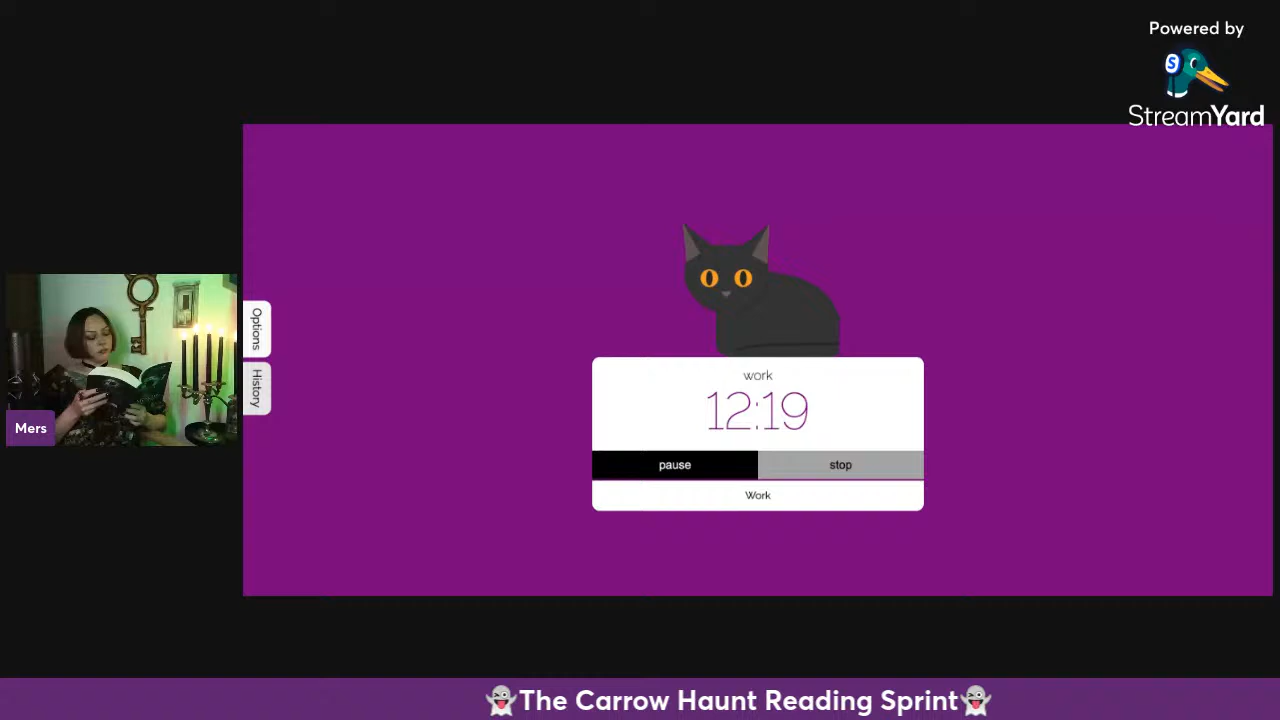 Powered by
StreamYard
Options
History
work
12:19
pause
stop
Work
Mers
👻The Carrow Haunt Reading Sprint👻